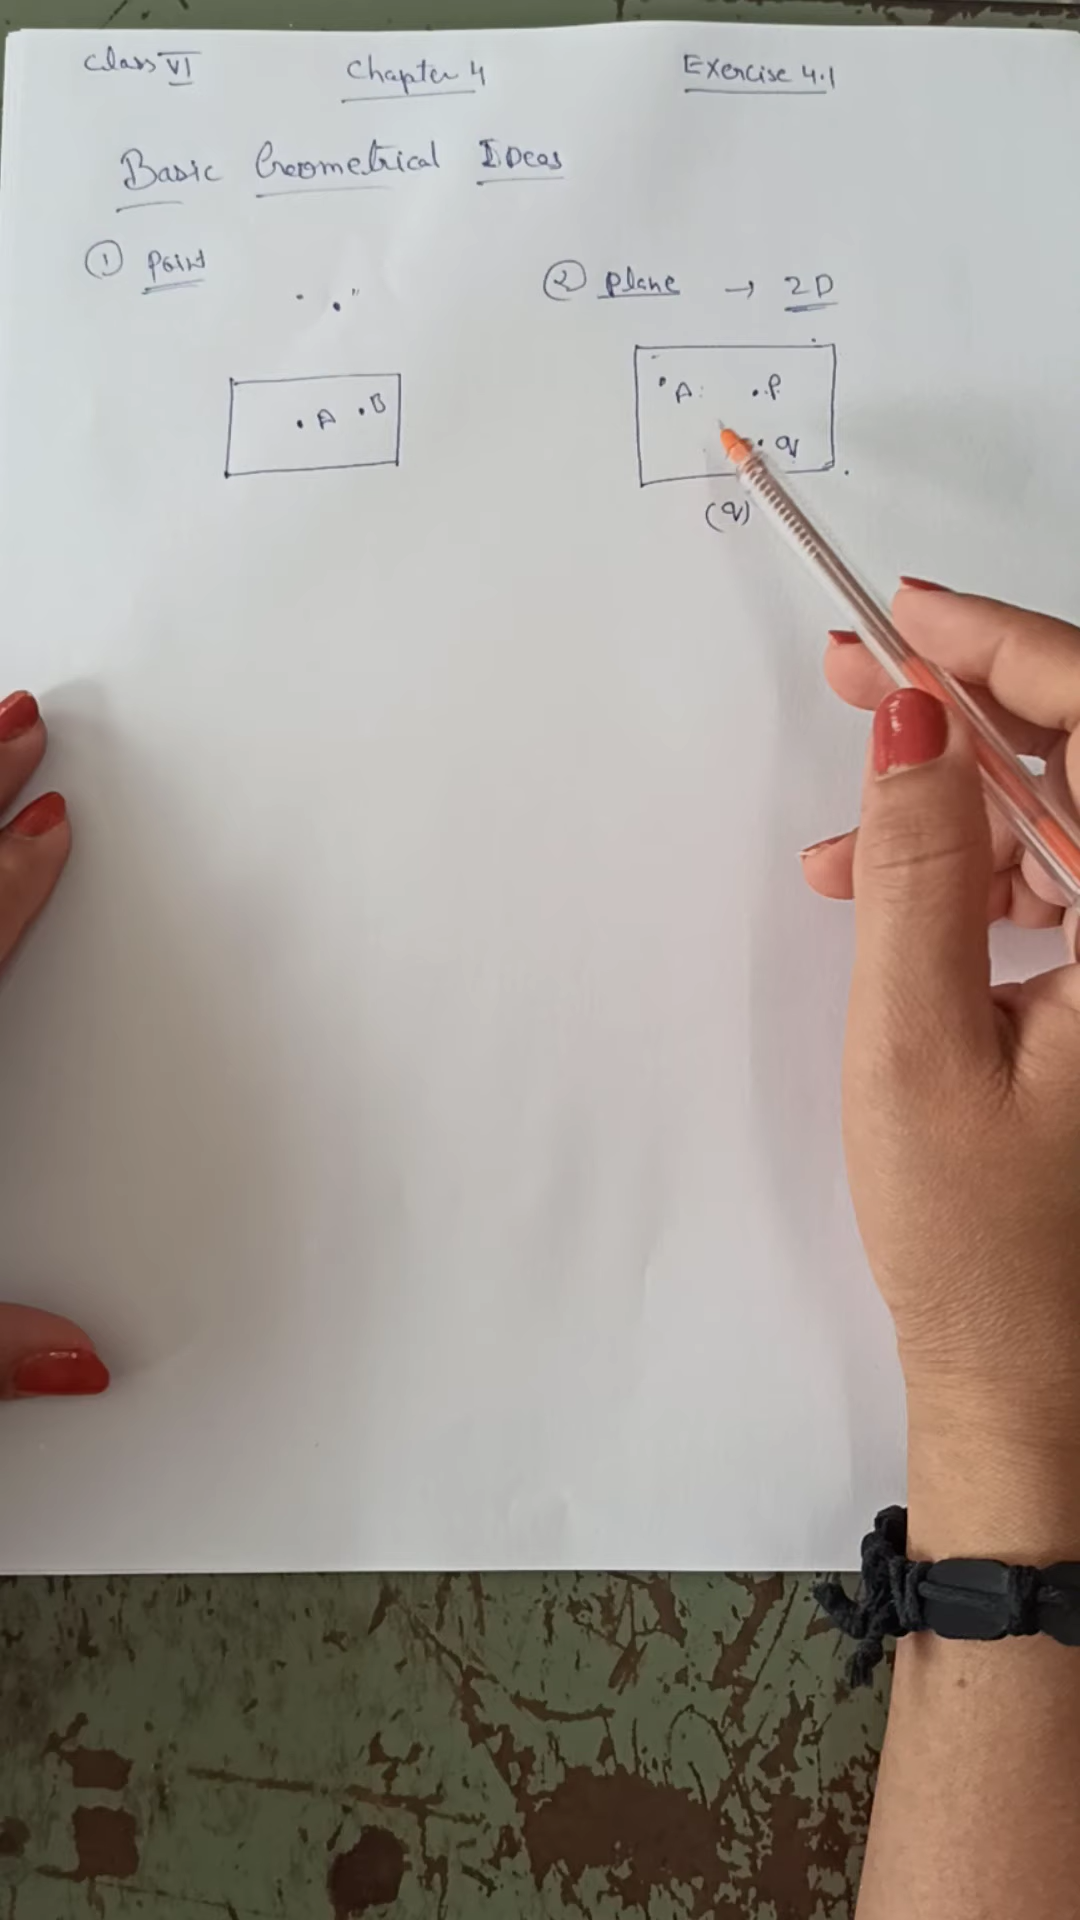 Class VI Chapter 4 Exercise 4.1
Basic Geometrical Ideas
① Point
② plane → 2D
. A . B
. A . P
. q
(q)